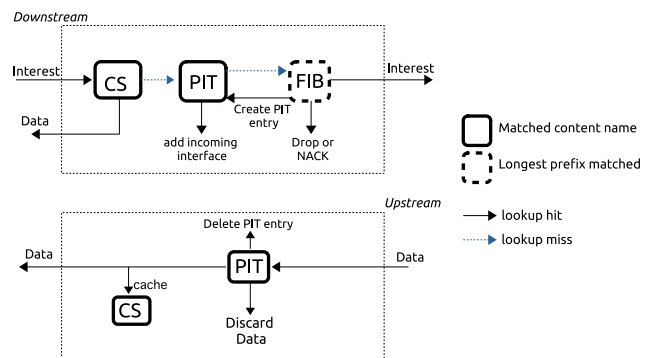 Downstream
Interest
CS
PIT
FIB
Interest
Data
Create PIT
entry
add incoming
interface
Drop or
NACK
Matched content name
Longest prefix matched
lookup hit
lookup miss
Upstream
Delete PIT entry
Data
PIT
Data
cache
CS
Discard
Data